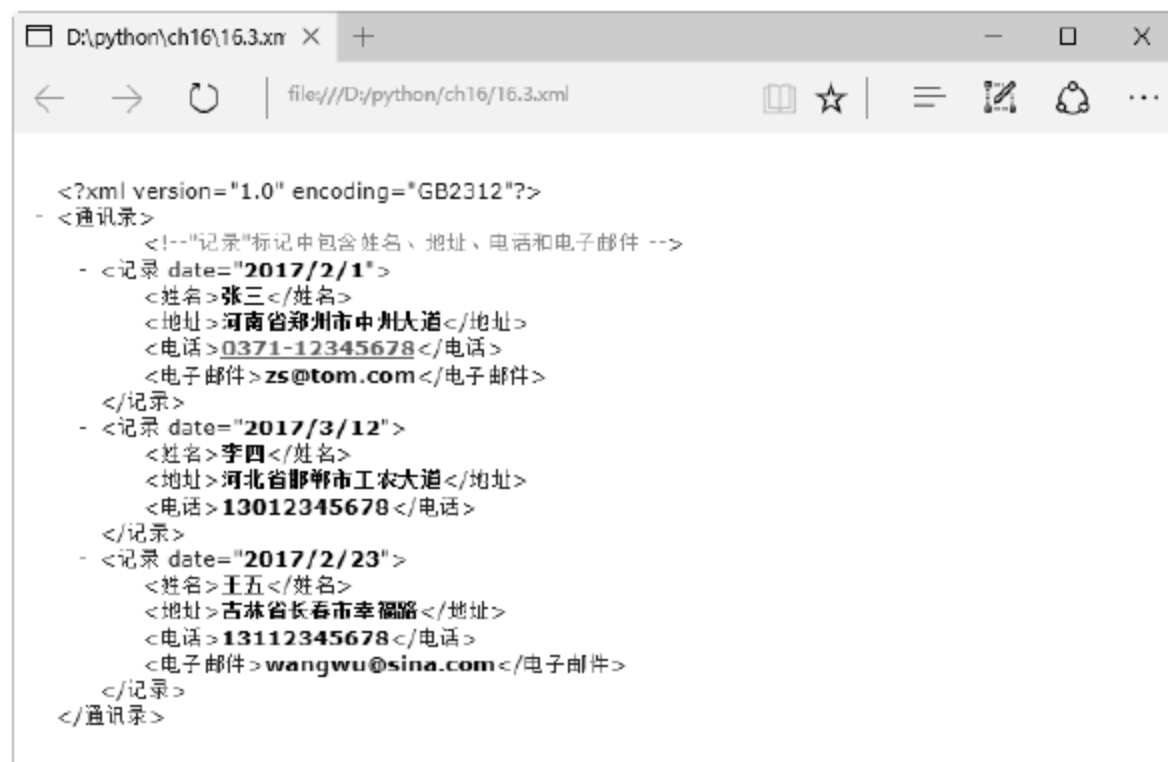 D:\python\ch16\16.3.xm
file:///D:/python/ch16/16.3.xml
<?xml version="1.0" encoding="GB2312"?>
- <通讯录>
<!--"记录"标记中包含姓名、地址、电话和电子邮件 -->
- <记录 date="2017/2/1">
<姓名>张三</姓名>
<地址>河南省郑州市中州大道</地址>
<电话>0371-12345678</电话>
<电子邮件>zs@tom.com</电子邮件>
</记录>
- <记录 date="2017/3/12">
<姓名>李四</姓名>
<地址>河北省邯郸市工农大道</地址>
<电话>13012345678</电话>
</记录>
- <记录 date="2017/2/23">
<姓名>王五</姓名>
<地址>吉林省长春市幸福路</地址>
<电话>13112345678</电话>
<电子邮件>wangwu@sina.com</电子邮件>
</记录>
</通讯录>